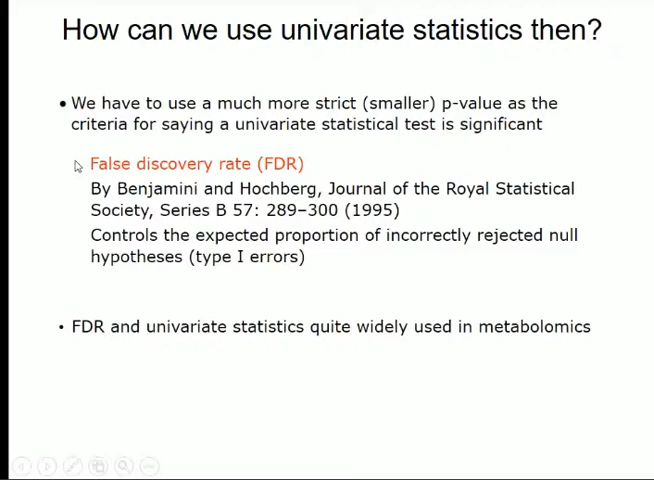 How can we use univariate statistics then?
• We have to use a much more strict (smaller) p-value as the
criteria for saying a univariate statistical test is significant
False discovery rate (FDR)
By Benjamini and Hochberg, Journal of the Royal Statistical
Society, Series B 57: 289–300 (1995)
Controls the expected proportion of incorrectly rejected null
hypotheses (type I errors)
• FDR and univariate statistics quite widely used in metabolomics